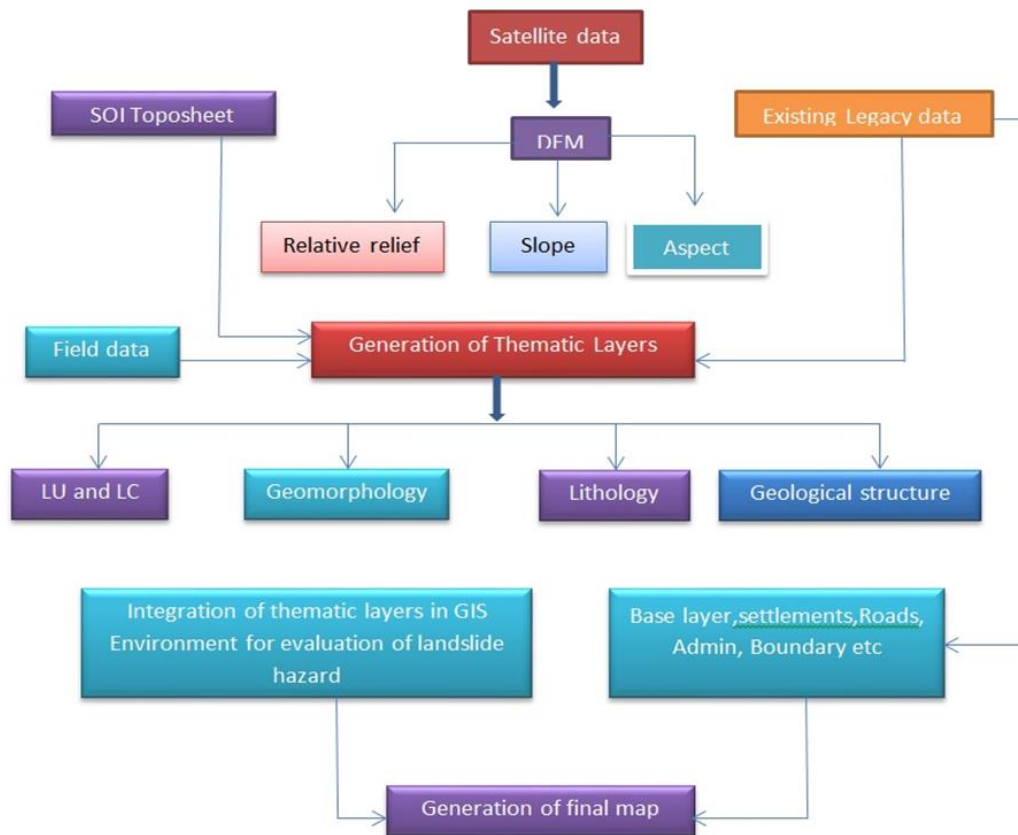 Satellite data
SOI Toposheet
Existing Legacy data
DEM
Relative relief
Slope
Aspect
Generation of Thematic Layers
Field data
LU and LC
Geomorphology
Lithology
Geological structure
Integration of thematic layers in GIS
Environment for evaluation of landslide
hazard
Base layer,settlements,Roads,
Admin, Boundary etc
Generation of final map